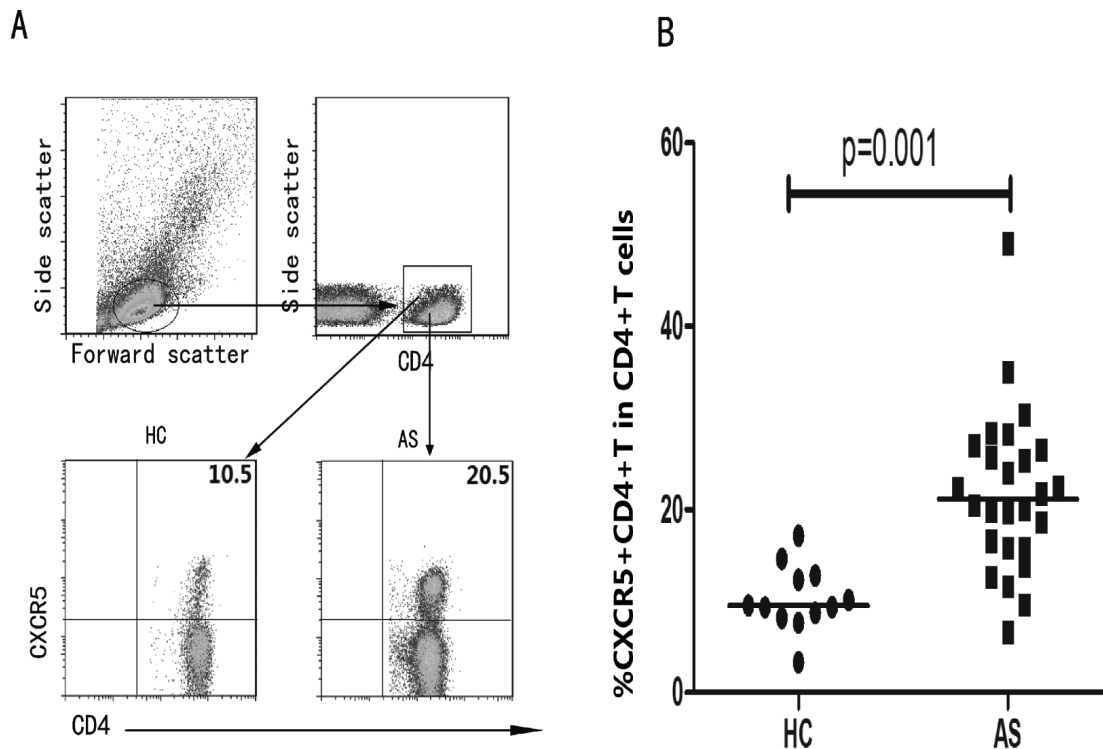 A
Side scatter
Forward scatter
Side scatter
CD4
HC
10.5
AS
20.5
CXCR5
CD4
B
p=0.001
%CXCR5+CD4+T in CD4+T cells
60
40
20
0
HC
AS